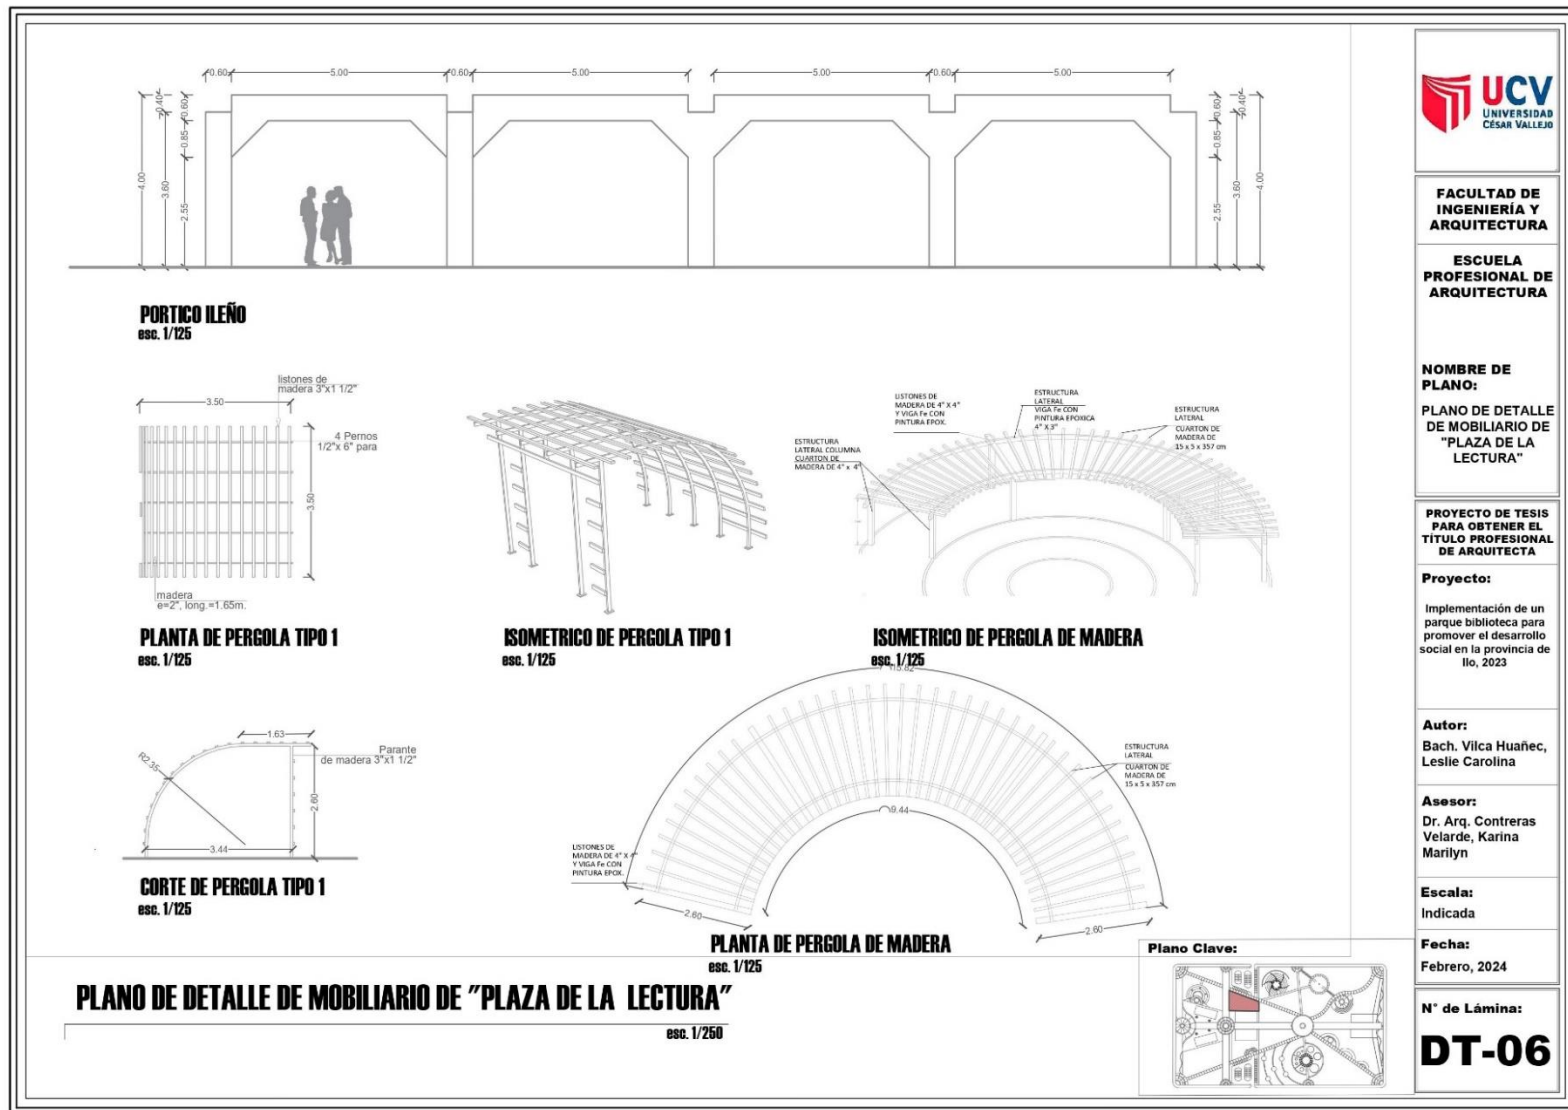 0.60
5.00
0.60
5.00
5.00
0.60
5.00
0.40
0.60
0.85
4.00
3.60
2.55
0.60
0.40
0.85
3.60
4.00
2.55
PORTICO ILEÑO
esc. 1/125
listones de
madera 3"x1 1/2"
3.50
4 Pernos
1/2"x 6" para
3.50
madera
e=2", long.=1.65m.
PLANTA DE PERGOLA TIPO 1
esc. 1/125
ISOMETRICO DE PERGOLA TIPO 1
esc. 1/125
LISTONES DE
MADERA DE 4" X 4"
Y VIGA Fe CON
PINTURA EPOX.
ESTRUCTURA
LATERAL
VIGA Fe CON
PINTURA EPOXICA
4" X 3"
ESTRUCTURA
LATERAL
CUARTON DE
MADERA DE
15 x 5 x 357 cm
ESTRUCTURA
LATERAL COLUMNA
CUARTON DE
MADERA DE 4" x 4"
ISOMETRICO DE PERGOLA DE MADERA
esc. 1/125
1.63
Parante
de madera 3"x1 1/2"
R2.35
2.60
3.44
CORTE DE PERGOLA TIPO 1
esc. 1/125
ESTRUCTURA
LATERAL
CUARTON DE
MADERA DE
15 x 5 x 357 cm
9.44
LISTONES DE
MADERA DE 4" X 4"
Y VIGA Fe CON
PINTURA EPOX.
2.60
2.60
PLANTA DE PERGOLA DE MADERA
esc. 1/125
PLANO DE DETALLE DE MOBILIARIO DE "PLAZA DE LA LECTURA"
esc. 1/250
Plano Clave:
UCV
UNIVERSIDAD
CÉSAR VALLEJO
FACULTAD DE
INGENIERÍA Y
ARQUITECTURA
ESCUELA
PROFESIONAL DE
ARQUITECTURA
NOMBRE DE
PLANO:
PLANO DE DETALLE
DE MOBILIARIO DE
"PLAZA DE LA
LECTURA"
PROYECTO DE TESIS
PARA OBTENER EL
TÍTULO PROFESIONAL
DE ARQUITECTA
Proyecto:
Implementación de un
parque biblioteca para
promover el desarrollo
social en la provincia de
Ilo, 2023
Autor:
Bach. Vilca Huañec,
Leslie Carolina
Asesor:
Dr. Arq. Contreras
Velarde, Karina
Marilyn
Escala:
Indicada
Fecha:
Febrero, 2024
N° de Lámina:
DT-06